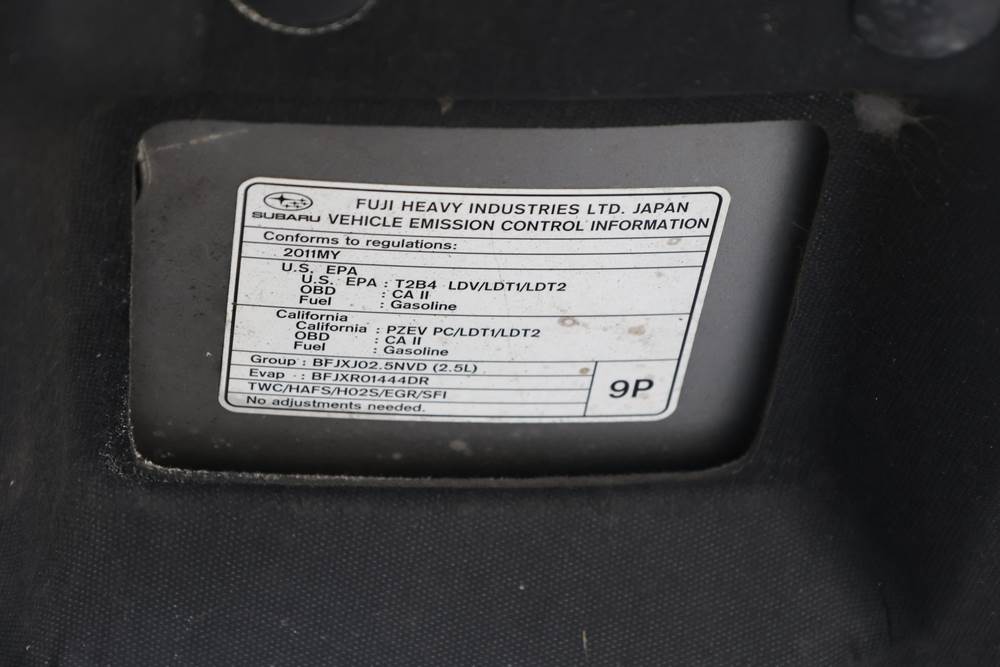 SUBARU
FUJI HEAVY INDUSTRIES LTD. JAPAN
VEHICLE EMISSION CONTROL INFORMATION
Conforms to regulations:
2011MY
U.S. EPA
U.S. EPA : T2B4 LDV/LDT1/LDT2
OBD : CA II
Fuel : Gasoline
California
California : PZEV PC/LDT1/LDT2
OBD : CA II
Fuel : Gasoline
Group : BFJXJ02.5NVD (2.5L)
Evap : BFJXR01444DR
TWC/HAFS/HO2S/EGR/SFI
No adjustments needed.
9P